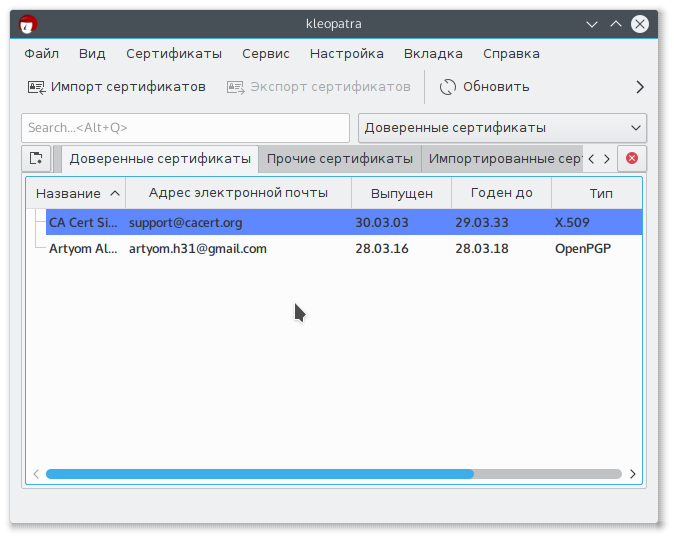 kleopatra
Файл Вид Сертификаты Сервис Настройка Вкладка Справка
Импорт сертификатов Экспорт сертификатов Обновить
Search...<Alt+Q> Доверенные сертификаты
Доверенные сертификаты Прочие сертификаты Импортированные серт
Название Адрес электронной почты Выпущен Годен до Тип
CA Cert Si... support@cacert.org 30.03.03 29.03.33 X.509
Artyom Al... artyom.h31@gmail.com 28.03.16 28.03.18 OpenPGP